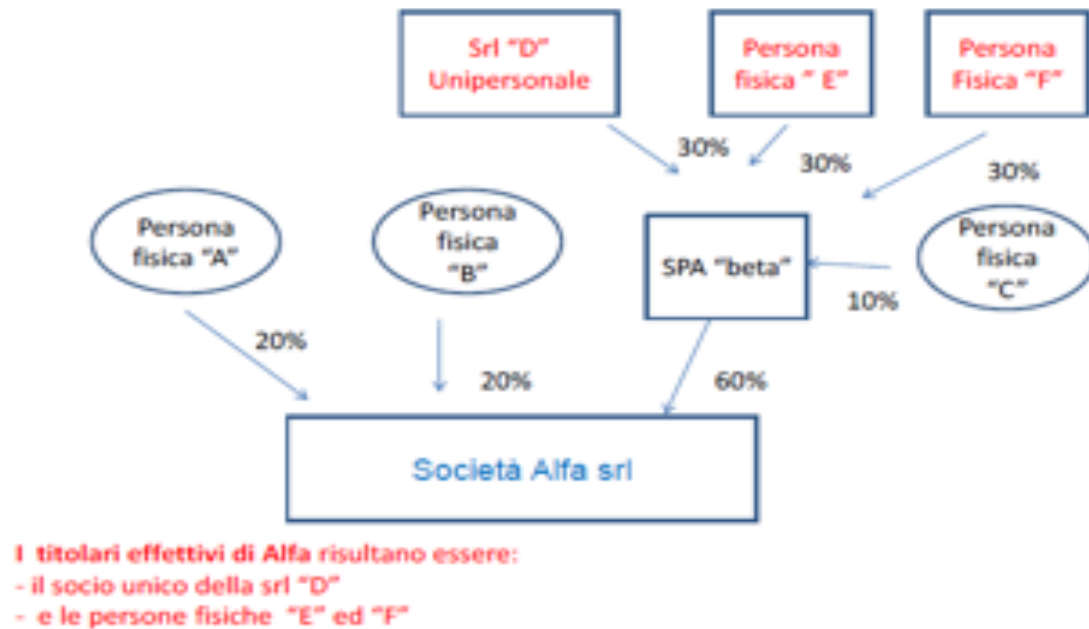 Srl “D”
Unipersonale
Persona
fisica ” E”
Persona
Fisica “F”
30%
30%
30%
Persona
fisica “A”
Persona
fisica
“B”
SPA “beta”
Persona
fisica
“C”
10%
20%
20%
60%
Società Alfa srl
I titolari effettivi di Alfa risultano essere:
- il socio unico della srl “D”
- e le persone fisiche “E” ed “F”